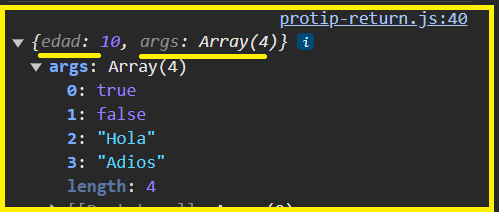 protip-return.js:40
▼ {edad: 10, args: Array(4)} i
▼ args: Array(4)
0: true
1: false
2: "Hola"
3: "Adios"
length: 4